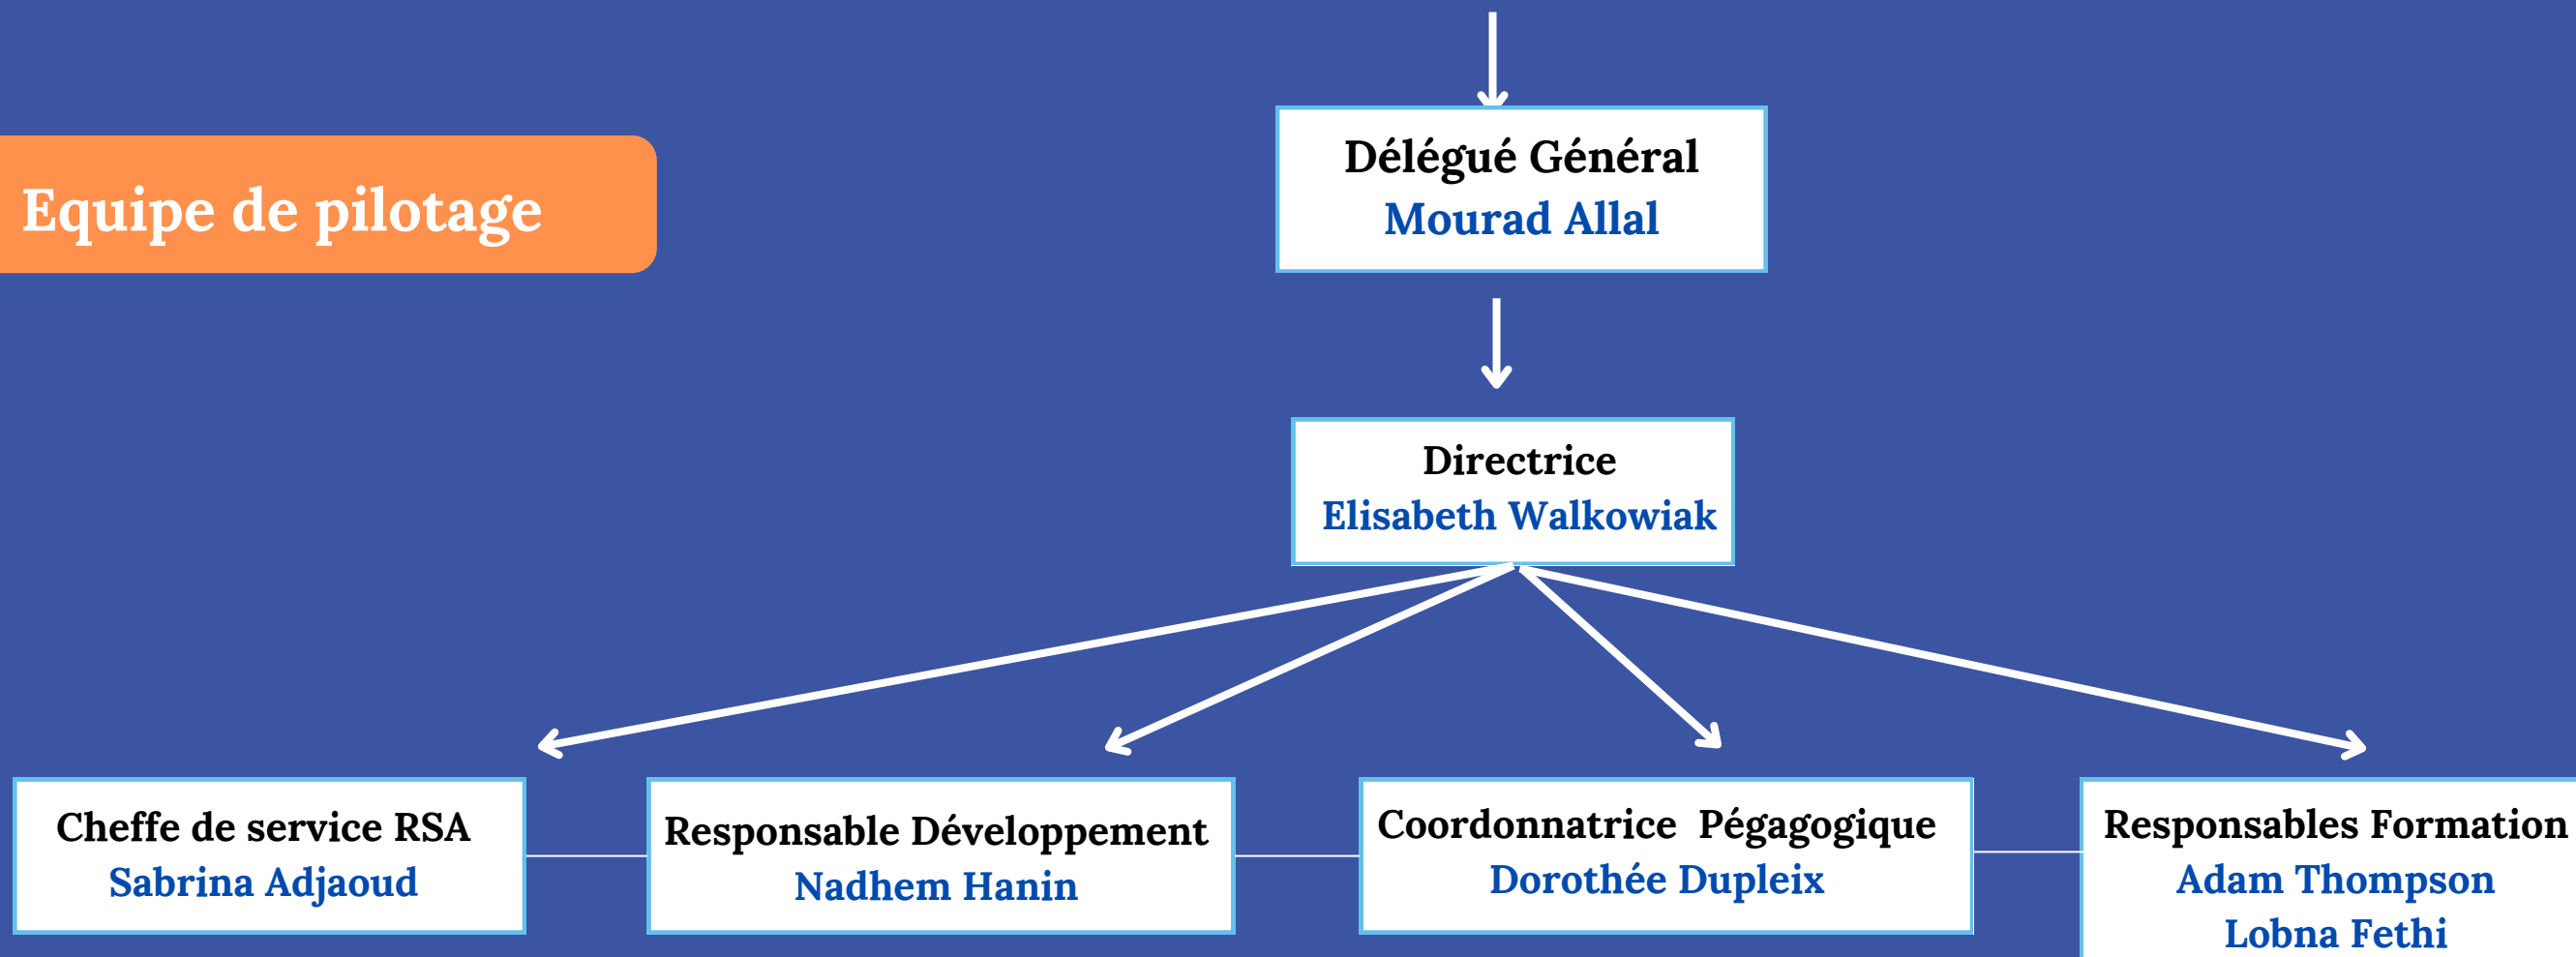 Equipe de pilotage
Délégué Général
Mourad Allal
Directrice
Elisabeth Walkowiak
Cheffe de service RSA
Sabrina Adjaoud
Responsable Développement
Nadhem Hanin
Coordonnatrice Pégagogique
Dorothée Dupleix
Responsables Formation
Adam Thompson
Lobna Fethi